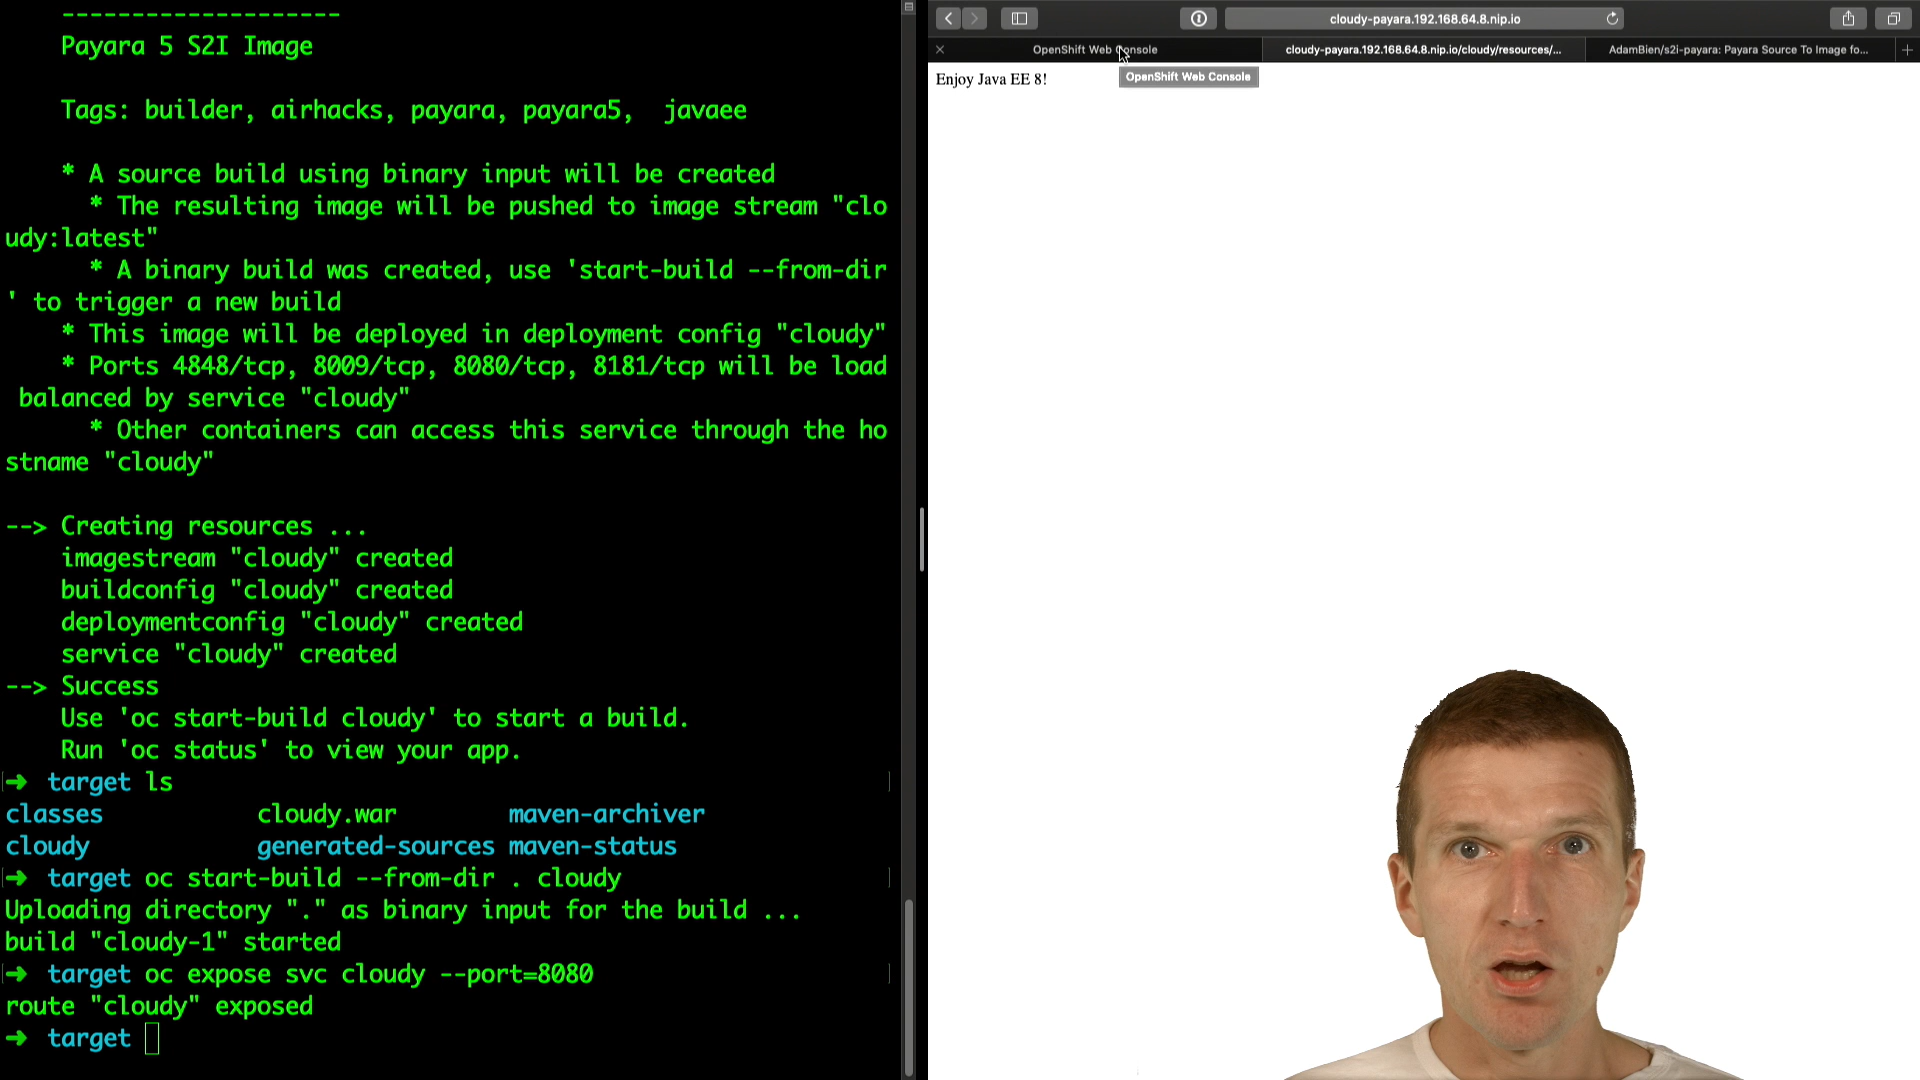 ---------------------
Payara 5 S2I Image
Tags: builder, airhacks, payara, payara5,  javaee
* A source build using binary input will be created
* The resulting image will be pushed to image stream "clo
udy:latest"
* A binary build was created, use 'start-build --from-dir
' to trigger a new build
* This image will be deployed in deployment config "cloudy"
* Ports 4848/tcp, 8009/tcp, 8080/tcp, 8181/tcp will be load
balanced by service "cloudy"
* Other containers can access this service through the ho
stname "cloudy"
--> Creating resources ...
imagestream "cloudy" created
buildconfig "cloudy" created
deploymentconfig "cloudy" created
service "cloudy" created
--> Success
Use 'oc start-build cloudy' to start a build.
Run 'oc status' to view your app.
➜ target ls
classes cloudy.war maven-archiver
cloudy generated-sources maven-status
➜ target oc start-build --from-dir . cloudy
Uploading directory "." as binary input for the build ...
build "cloudy-1" started
➜ target oc expose svc cloudy --port=8080
route "cloudy" exposed
➜ target
cloudy-payara.192.168.64.8.nip.io
OpenShift Web Console
cloudy-payara.192.168.64.8.nip.io/cloudy/resources/...
AdamBien/s2i-payara: Payara Source To Image fo...
OpenShift Web Console
Enjoy Java EE 8!